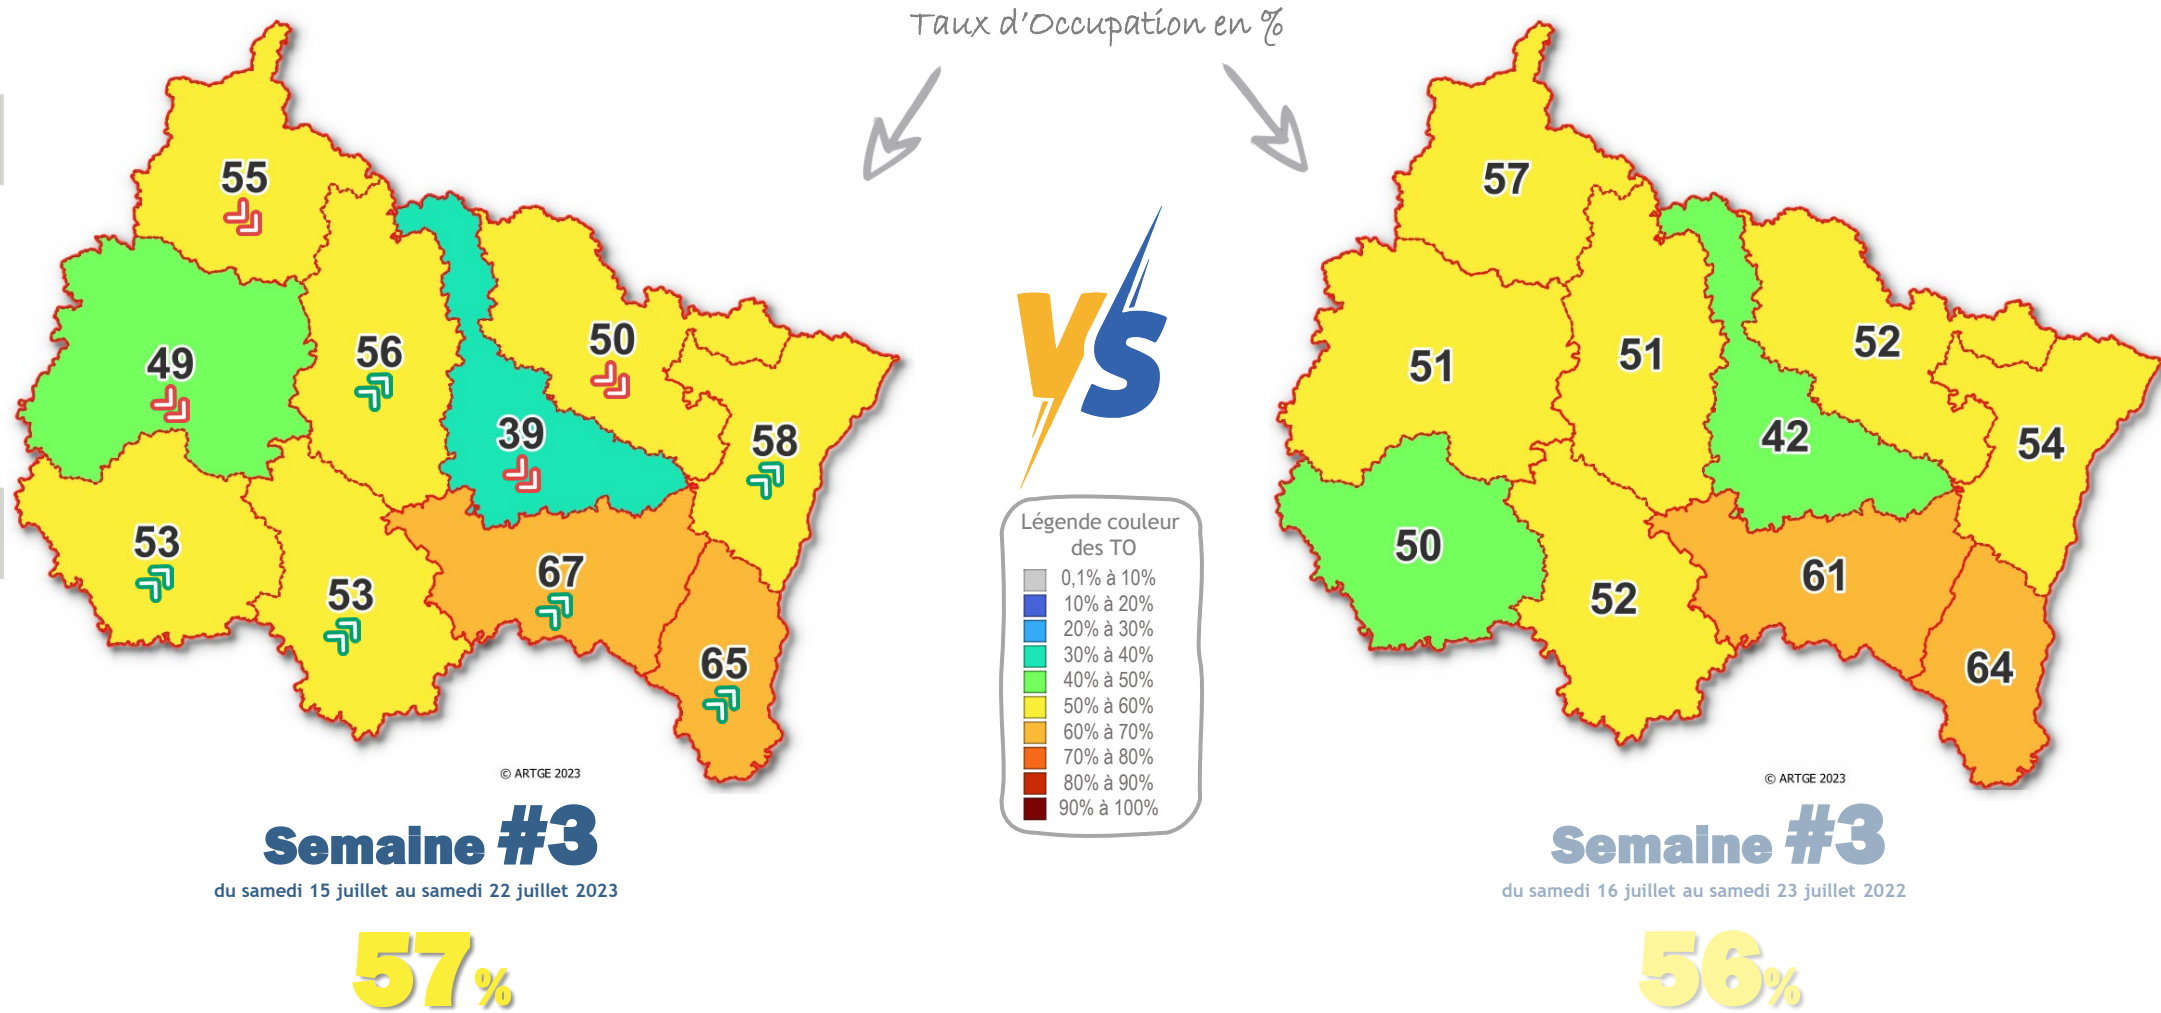 Taux d'Occupation en %
55
49
56
50
39
58
53
53
67
65
© ARTGE 2023
Semaine #3
du samedi 15 juillet au samedi 22 juillet 2023
57%
VS
Légende couleur
des TO
0,1% à 10%
10% à 20%
20% à 30%
30% à 40%
40% à 50%
50% à 60%
60% à 70%
70% à 80%
80% à 90%
90% à 100%
57
51
51
52
42
54
50
52
61
64
© ARTGE 2023
Semaine #3
du samedi 16 juillet au samedi 23 juillet 2022
56%